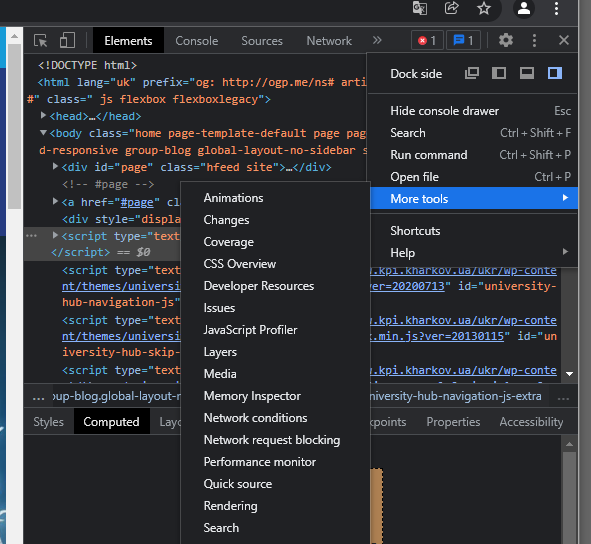 Elements Console Sources Network » 1 1
<!DOCTYPE html>
<html lang="uk" prefix="og: http://ogp.me/ns# arti
#" class=" js flexbox flexboxlegacy">
<head>…</head>
<body class="home page-template-default page pag
d-responsive group-blog global-layout-no-sidebar s
<div id="page" class="hfeed site">…</div>
<!-- #page -->
<a href="#page" class
<div style="displa
<script type="text
</script> == $0
<script type="text
.kpi.kharkov.ua/ukr/wp-conte
nt/themes/univers
ver=20200713" id="university-
hub-navigation-js"
<script type="text
.kpi.kharkov.ua/ukr/wp-conte
nt/themes/univers
t.min.js?ver=20130115" id="un
iversity-hub-skip-
<script type="text
.kpi.kharkov.ua/ukr/wp-conte
Dock side
Hide console drawer Esc
Search Ctrl + Shift + F
Run command Ctrl + Shift + P
Open file Ctrl + P
More tools
Shortcuts
Help
Animations
Changes
Coverage
CSS Overview
Developer Resources
Issues
JavaScript Profiler
Layers
Media
Memory Inspector
Network conditions
Network request blocking
Performance monitor
Quick source
Rendering
Search
… oup-blog.global-layout-n niversity-hub-navigation-js-extra …
Styles Computed Layo kpoints Properties Accessibility